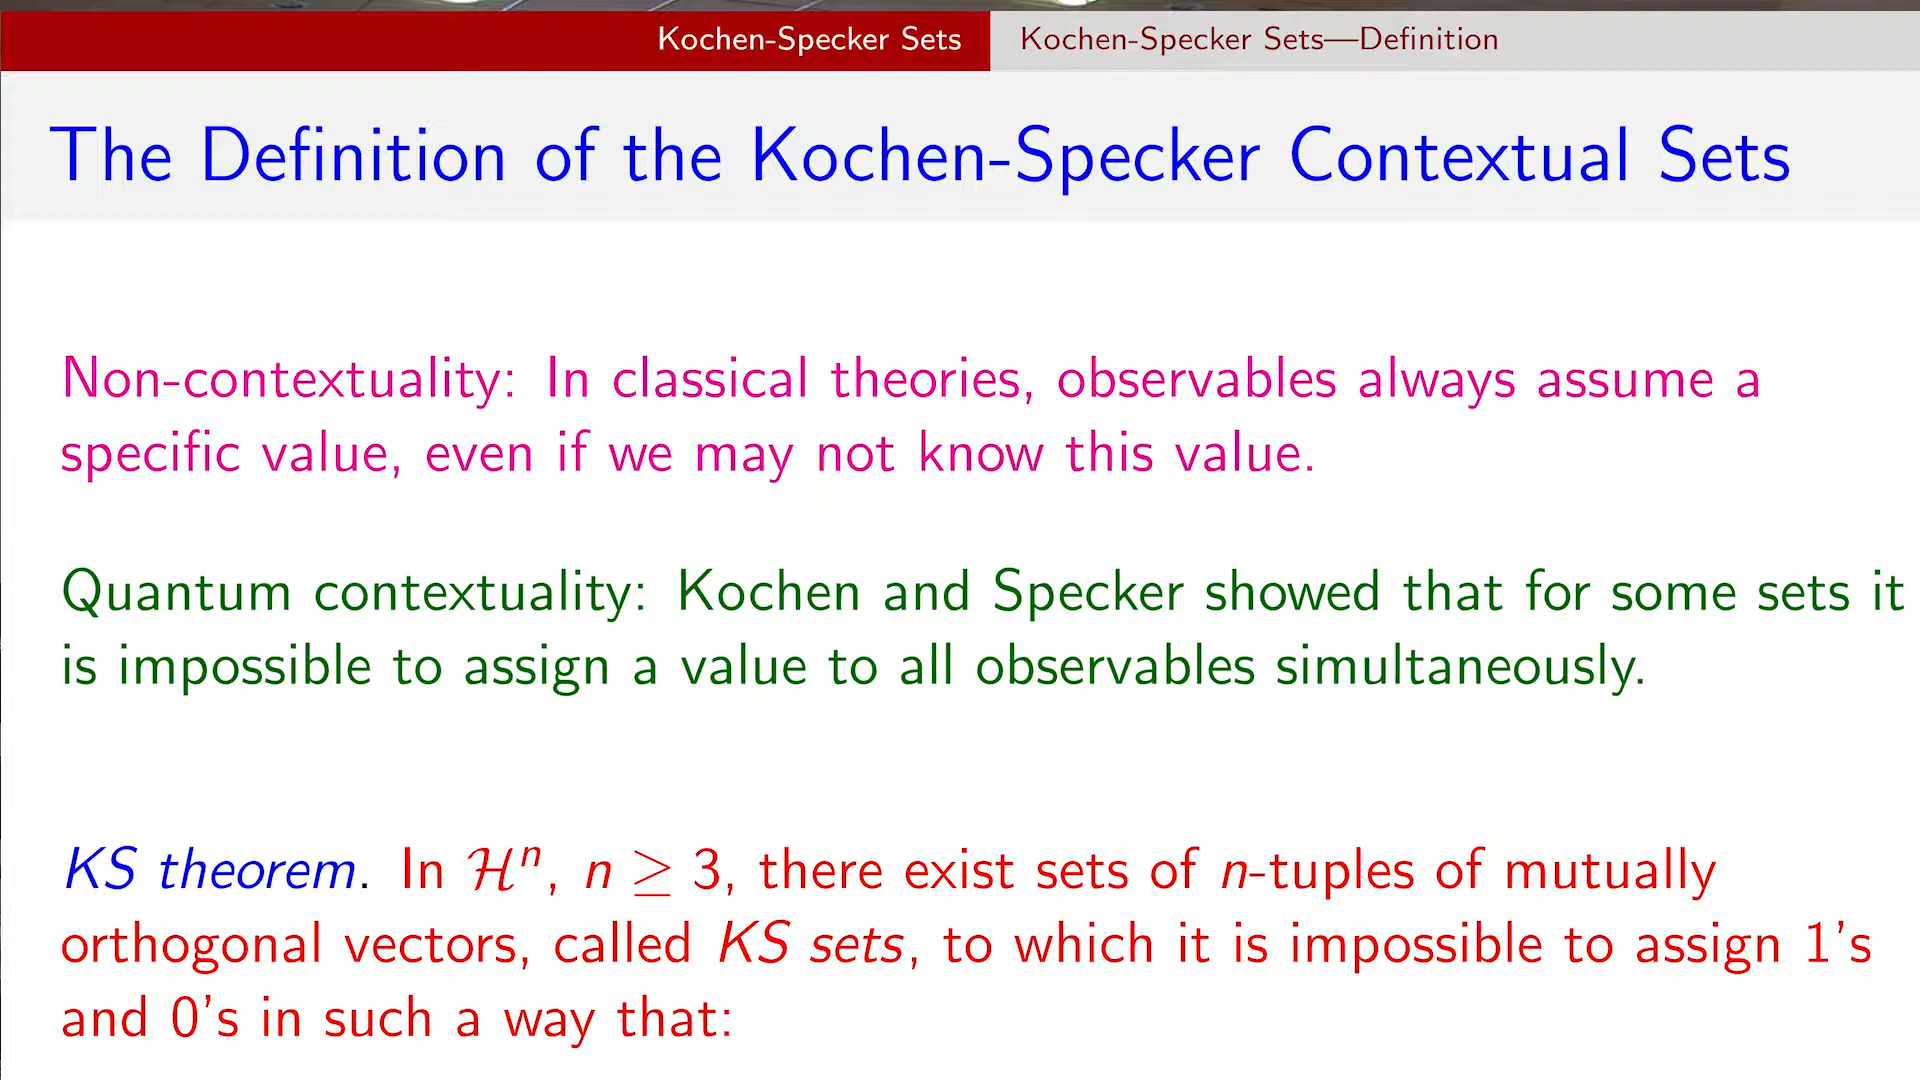 Kochen-Specker Sets
Kochen-Specker Sets—Definition
The Definition of the Kochen-Specker Contextual Sets
Non-contextuality: In classical theories, observables always assume a
specific value, even if we may not know this value.
Quantum contextuality: Kochen and Specker showed that for some sets it
is impossible to assign a value to all observables simultaneously.
KS theorem. In ℋⁿ, n ≥ 3, there exist sets of n-tuples of mutually
orthogonal vectors, called KS sets, to which it is impossible to assign 1’s
and 0’s in such a way that: